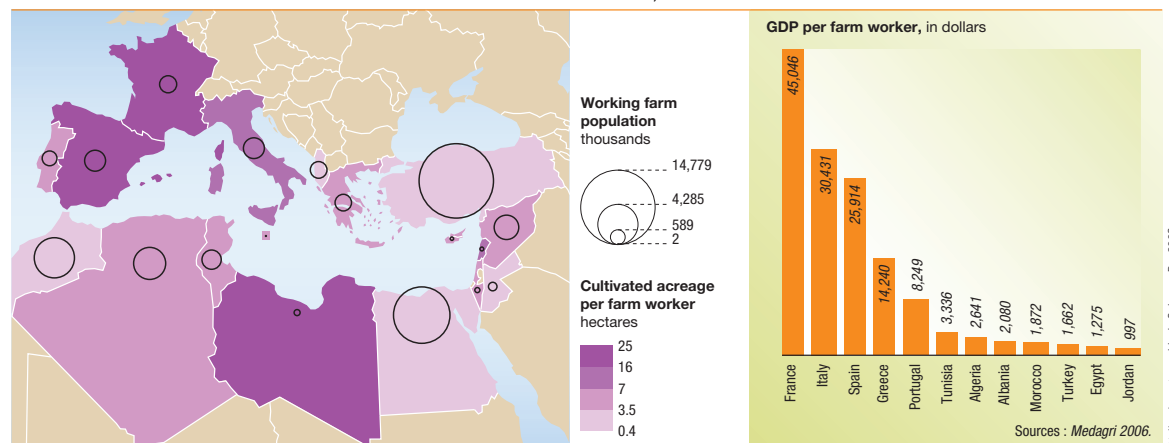 Working farm
population
thousands
14,779
4,285
589
2
Cultivated acreage
per farm worker
hectares
25
16
7
3.5
0.4
GDP per farm worker, in dollars
45,046
30,431
25,914
14,240
8,249
3,336
2,641
2,080
1,872
1,662
1,275
997
France
Italy
Spain
Greece
Portugal
Tunisia
Algeria
Albania
Morocco
Turkey
Egypt
Jordan
Sources : Medagri 2006.